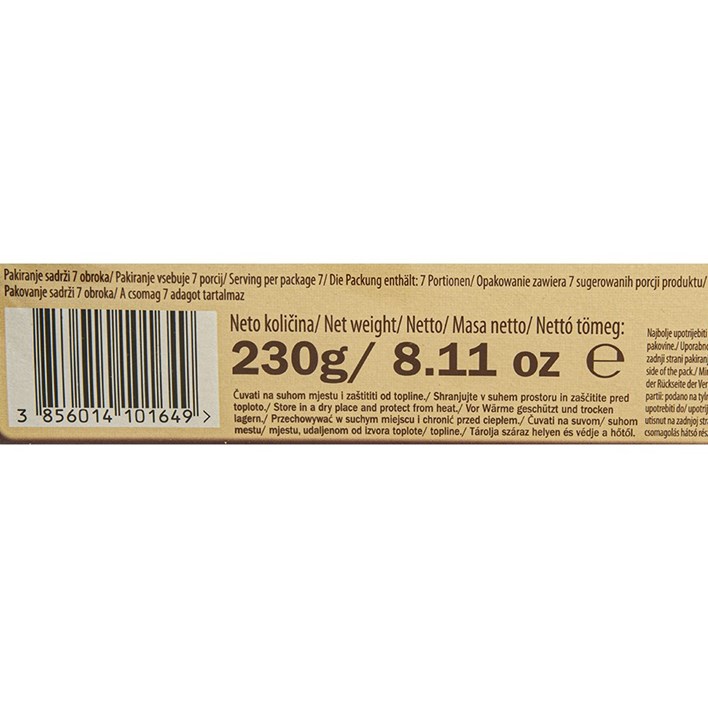 Pakiranje sadrži 7 obroka/ Pakiranje vsebuje 7 porcij/ Serving per package 7/ Die Packung enthält: 7 Portionen/ Opakowanie zawiera 7 sugerowanih porcji produktu/
Pakovanje sadrži 7 obroka/ A csomag 7 adagot tartalmaz
Neto količina/ Net weight/ Netto/ Masa netto/ Nettó tömeg:
230g/ 8.11 oz ℮
Čuvati na suhom mjestu i zaštititi od topline./ Shranjujte v suhem prostoru in zaščitite pred
toploto./ Store in a dry place and protect from heat./ Vor Wärme geschützt und trocken
lagern./ Przechowywać w suchym miejscu i chronić przed ciepłem./ Čuvati na suvom/ suhom
mestu/ mjestu, udaljenom od izvora toplote/ topline./ Tárolja száraz helyen és védje a hőtől.
3 856014 101649 >
Najbolje upotrijebiti
pakovine./ Uporabno
zadnji strani pakiranj
side of the pack./ Min
der Rückseite der Ver
partii: podano na tyln
upotrebiti do/ upotreb
utisnut na zadnjoj stran
csomagolás hátsó rész